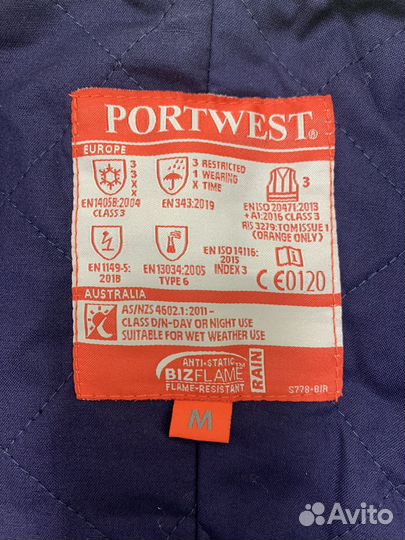 PORTWEST®
EUROPE
3
3
X
X
EN14058:2004
CLASS 3
3 RESTRICTED
1 WEARING
X TIME
EN 343:2019
3
EN ISO 20471:2013
+ A1:2016 CLASS 3
RIS 3279:TOM ISSUE 1
(ORANGE ONLY)
EN 1149-5:
2018
EN 13034:2005
TYPE 6
EN ISO 14116:
2015
INDEX 3
CE0120
AUSTRALIA
AS/NZS 4602.1:2011-
CLASS D/N-DAY OR NIGHT USE
SUITABLE FOR WET WEATHER USE
ANTI-STATIC
BIZFLAME™
FLAME-RESISTANT
RAIN
S778-BIR
M
Avito